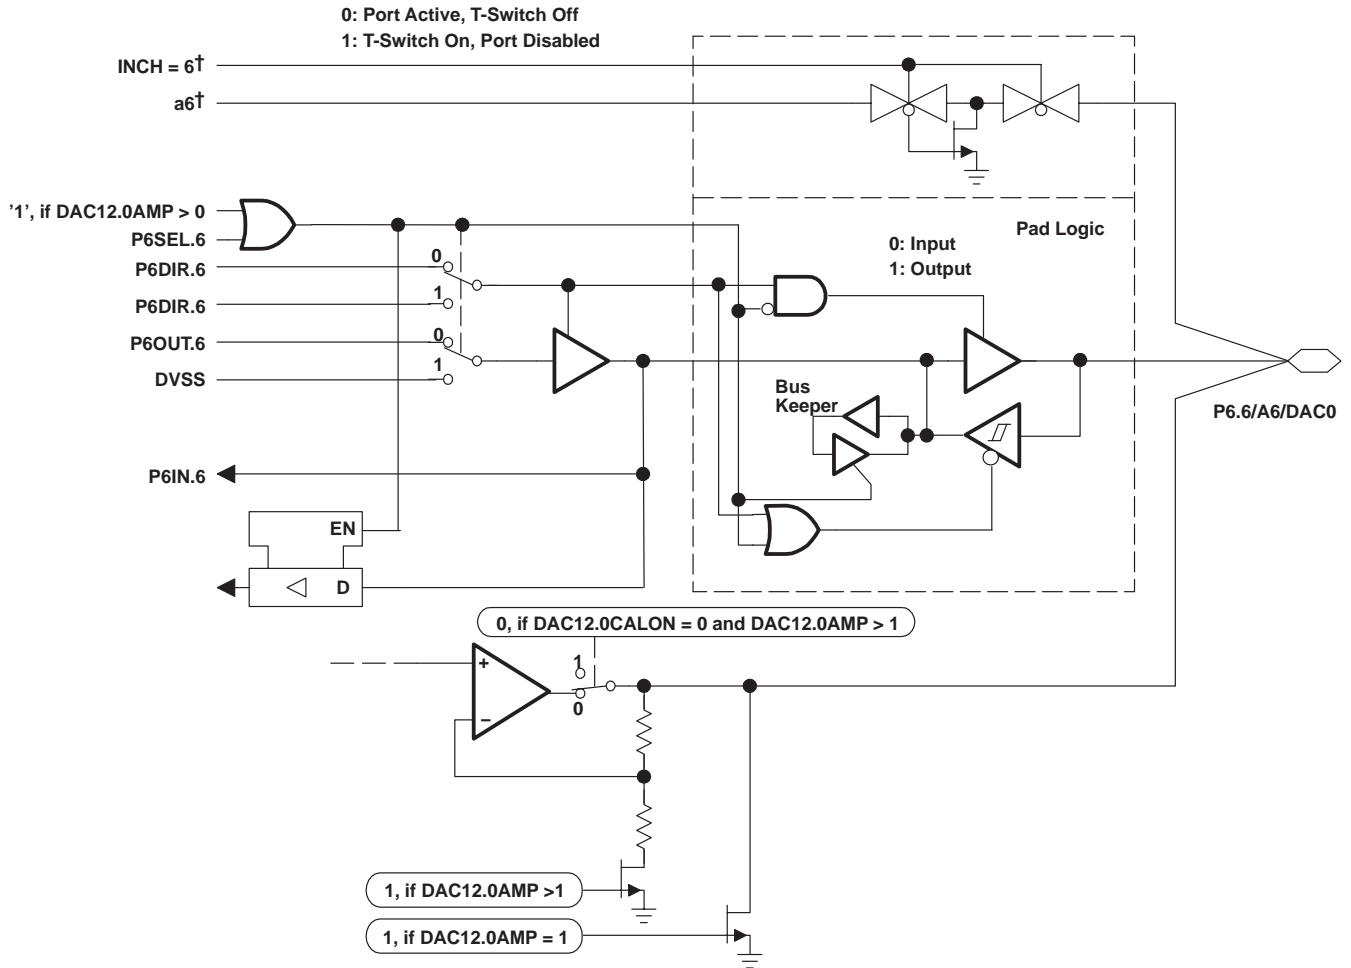 0: Port Active, T-Switch Off
1: T-Switch On, Port Disabled
INCH = 6†
a6†
’1’, if DAC12.0AMP > 0
P6SEL.6
P6DIR.6
0
P6DIR.6
1
P6OUT.6
0
DVSS
1
Pad Logic
0: Input
1: Output
Bus
Keeper
P6.6/A6/DAC0
P6IN.6
EN
D
0, if DAC12.0CALON = 0 and DAC12.0AMP > 1
+
−
1
0
1, if DAC12.0AMP >1
1, if DAC12.0AMP = 1